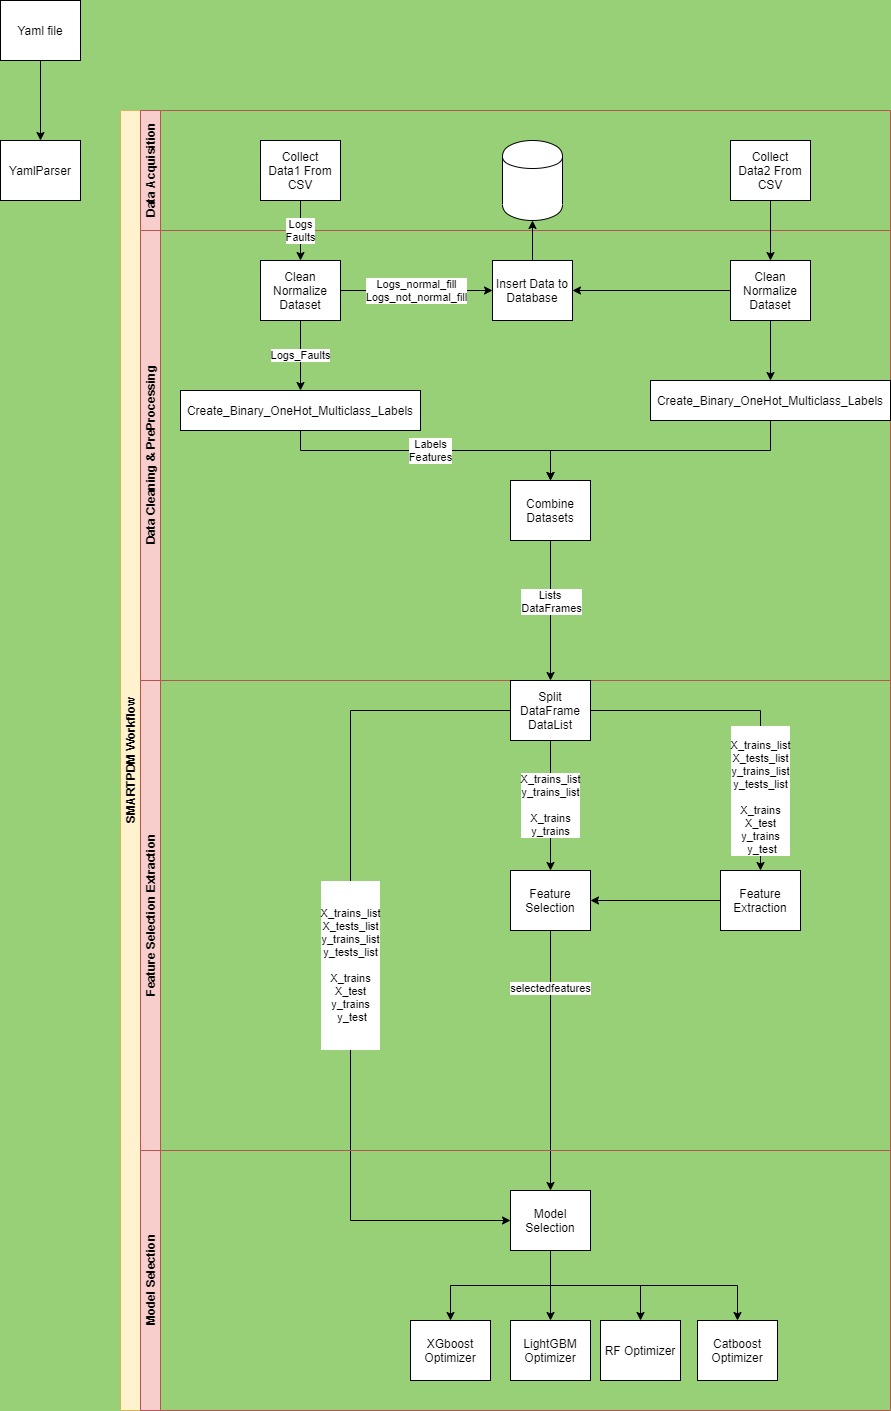 Yaml file
YamlParser
SMARTPDM Workflow
Data Acquisition
Collect
Data1 From
CSV
Collect
Data2 From
CSV
Logs
Faults
Data Cleaning & PreProcessing
Clean
Normalize
Dataset
Logs_normal_fill
Logs_not_normal_fill
Insert Data to
Database
Clean
Normalize
Dataset
Logs_Faults
Create_Binary_OneHot_Multiclass_Labels
Create_Binary_OneHot_Multiclass_Labels
Labels
Features
Combine
Datasets
Lists
DataFrames
Feature Selection Extraction
Split
DataFrame
DataList
X_trains_list
y_trains_list
X_trains
y_trains
X_trains_list
X_tests_list
y_trains_list
y_tests_list
X_trains
X_test
y_trains
y_test
Feature
Selection
Feature
Extraction
X_trains_list
X_tests_list
y_trains_list
y_tests_list
X_trains
X_test
y_trains
y_test
selectedfeatures
Model Selection
Model
Selection
XGboost
Optimizer
LightGBM
Optimizer
RF Optimizer
Catboost
Optimizer